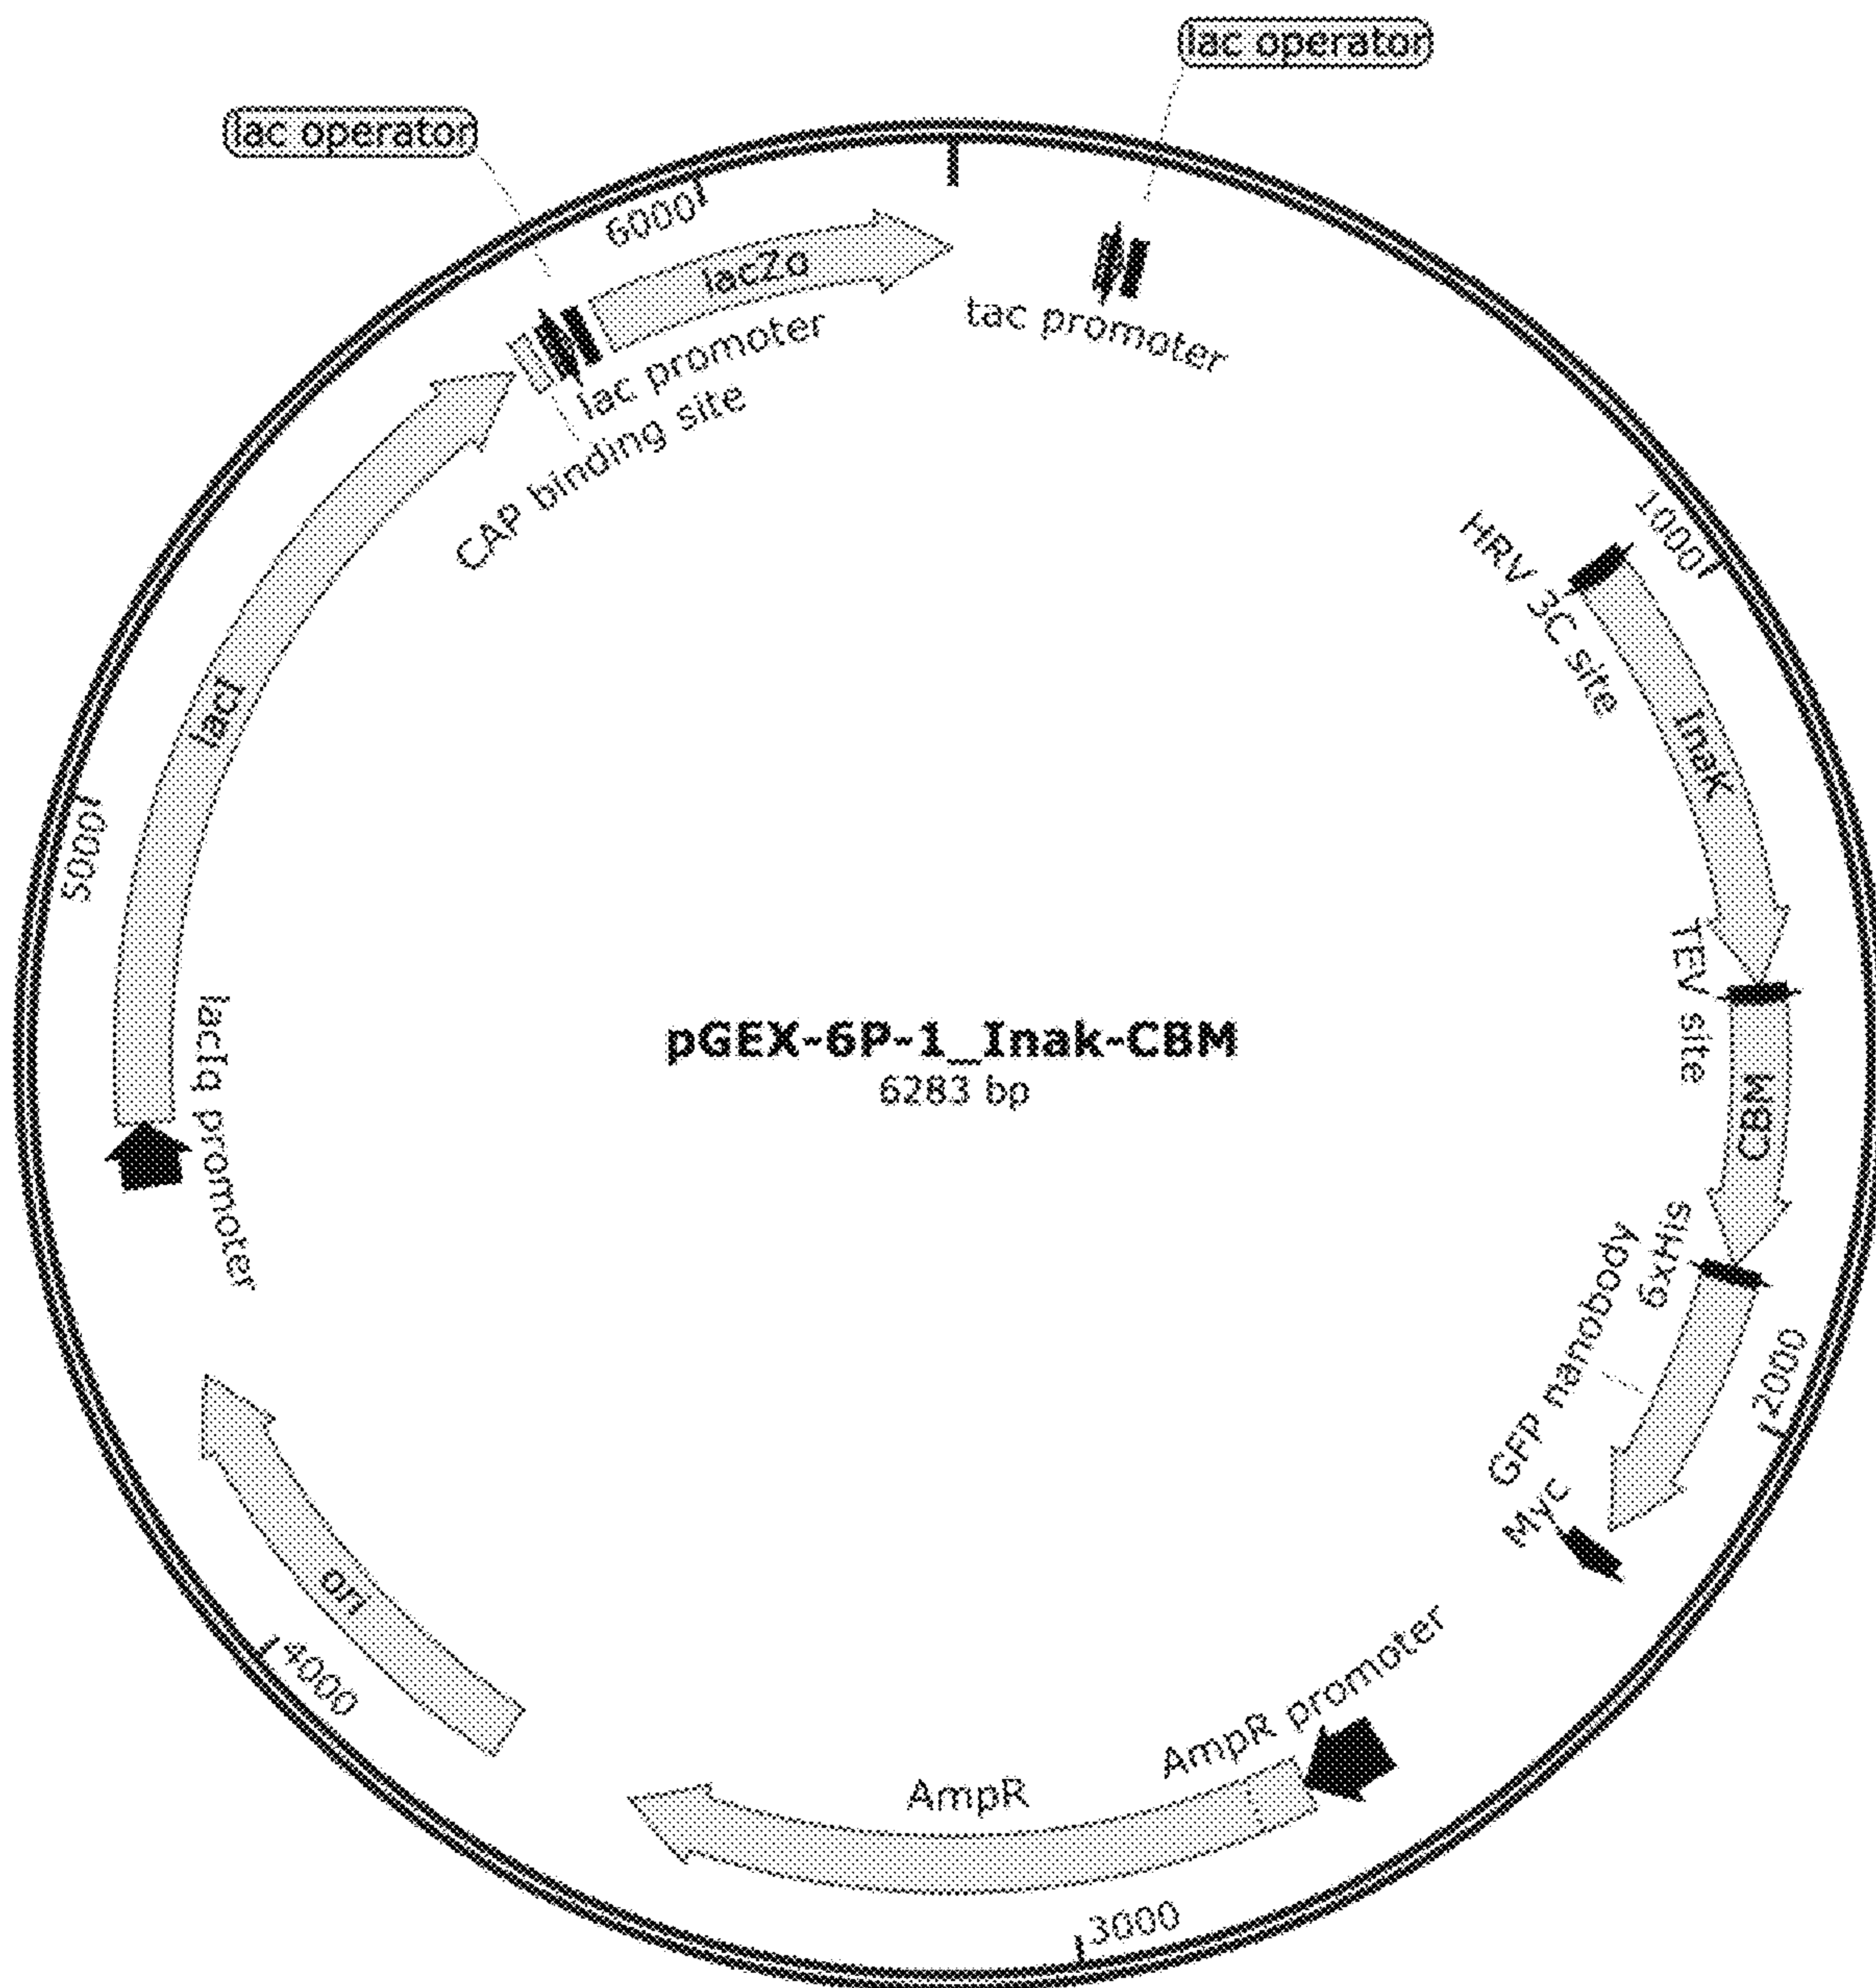 lac operator
lac operator
6000
lacZα
tac promoter
lac promoter
CAP binding site
1000
HRV 3C site
InaK
lacI
5000
TEV site
CBM
lacIq promoter
pGEX-6P-1_Inak-CBM
6283 bp
6xHis
GFP nanobody
2000
Myc
ori
4000
AmpR promoter
AmpR
3000